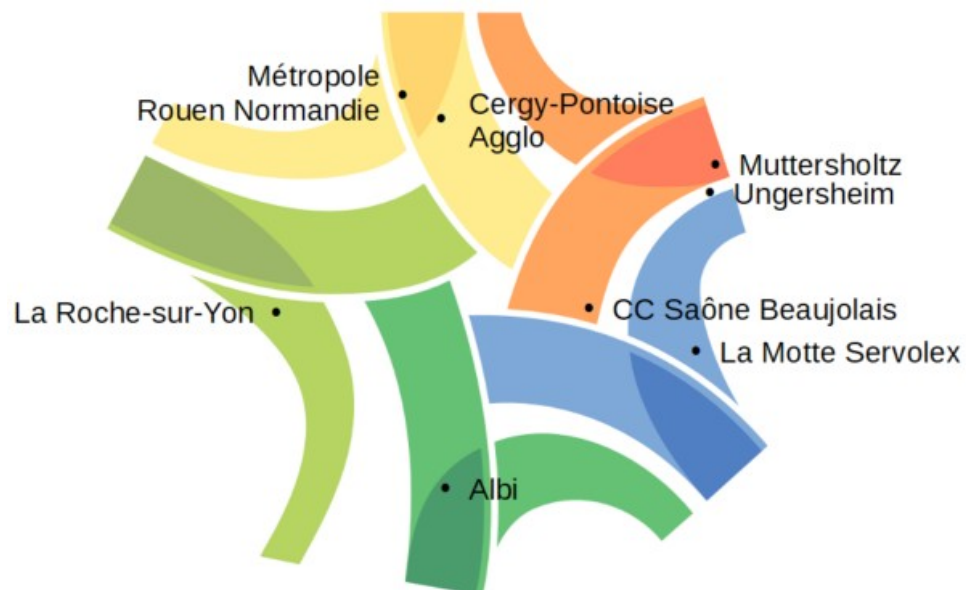 Métropole
Rouen Normandie
Cergy-Pontoise
Agglo
Muttersholtz
Ungersheim
La Roche-sur-Yon
CC Saône Beaujolais
La Motte Servolex
Albi